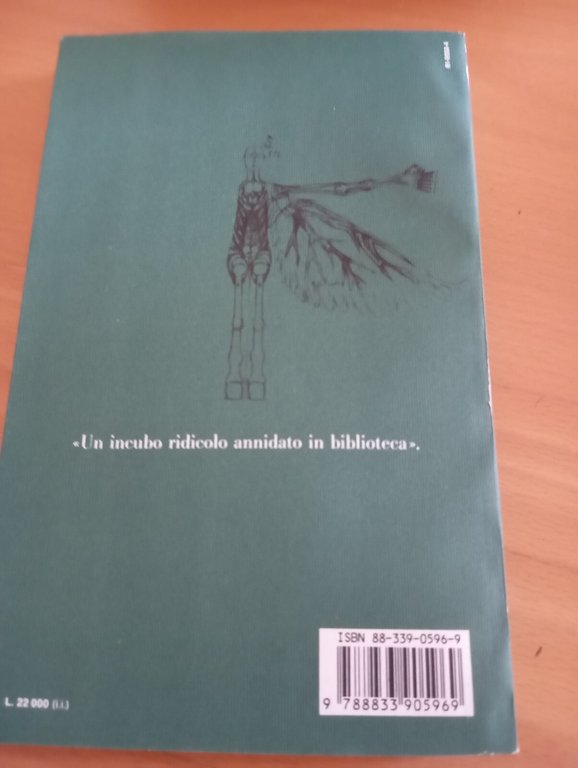 «Un incubo ridicolo annidato in biblioteca».
ISBN 88-339-0596-9
9 788833 905969
L. 22 000 (i.i.)